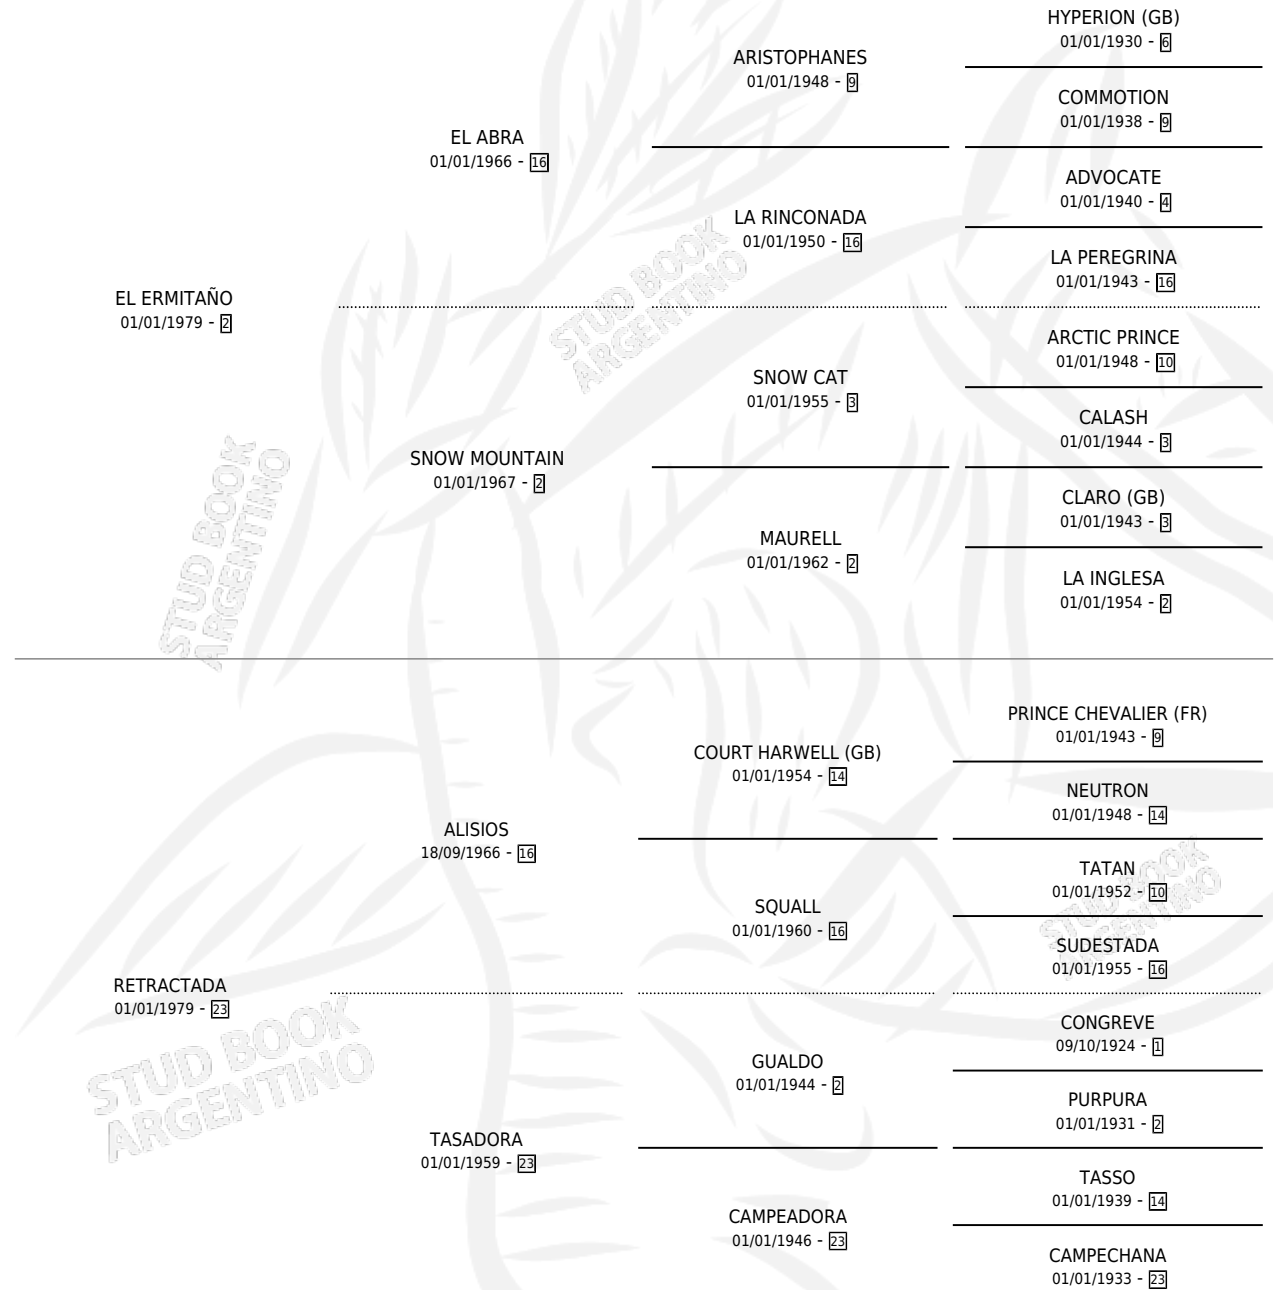 HYPERION (GB)
01/01/1930 - 6
ARISTOPHANES
01/01/1948 - 9
COMMOTION
01/01/1938 - 9
EL ABRA
01/01/1966 - 16
ADVOCATE
01/01/1940 - 4
LA RINCONADA
01/01/1950 - 16
LA PEREGRINA
01/01/1943 - 16
EL ERMITAÑO
01/01/1979 - 2
STUD BOOK
ARGENTINO
ARCTIC PRINCE
01/01/1948 - 10
SNOW CAT
01/01/1955 - 3
CALASH
01/01/1944 - 3
SNOW MOUNTAIN
01/01/1967 - 2
CLARO (GB)
01/01/1943 - 3
MAURELL
01/01/1962 - 2
LA INGLESA
01/01/1954 - 2
STUD BOOK
ARGENTINO
PRINCE CHEVALIER (FR)
01/01/1943 - 9
COURT HARWELL (GB)
01/01/1954 - 14
NEUTRON
01/01/1948 - 14
ALISIOS
18/09/1966 - 16
TATAN
01/01/1952 - 10
SQUALL
01/01/1960 - 16
STUD BOOK
ARGENTINO
SUDESTADA
01/01/1955 - 16
RETRACTADA
01/01/1979 - 23
CONGREVE
09/10/1924 - 1
GUALDO
01/01/1944 - 2
STUD BOOK
ARGENTINO
PURPURA
01/01/1931 - 2
TASADORA
01/01/1959 - 23
TASSO
01/01/1939 - 14
CAMPEADORA
01/01/1946 - 23
CAMPECHANA
01/01/1933 - 23